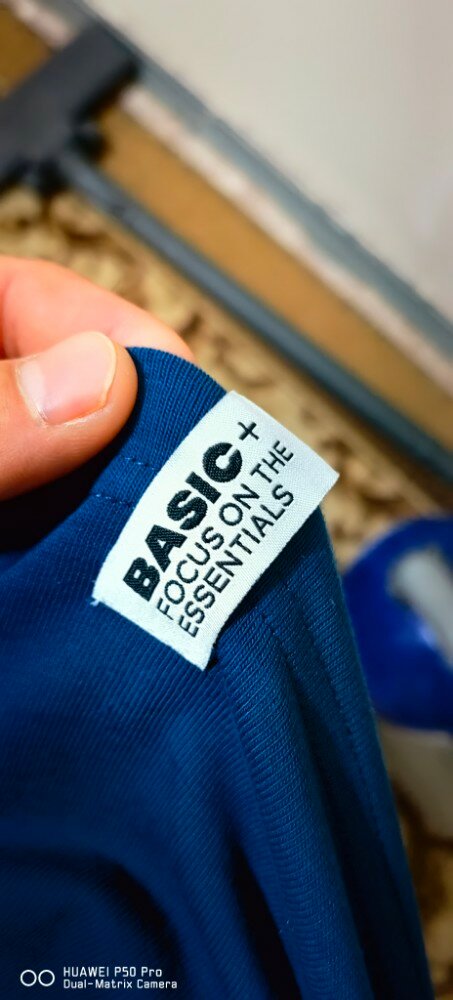 BASIC+
FOCUS ON THE
ESSENTIALS
HUAWEI P50 Pro
Dual-Matrix Camera